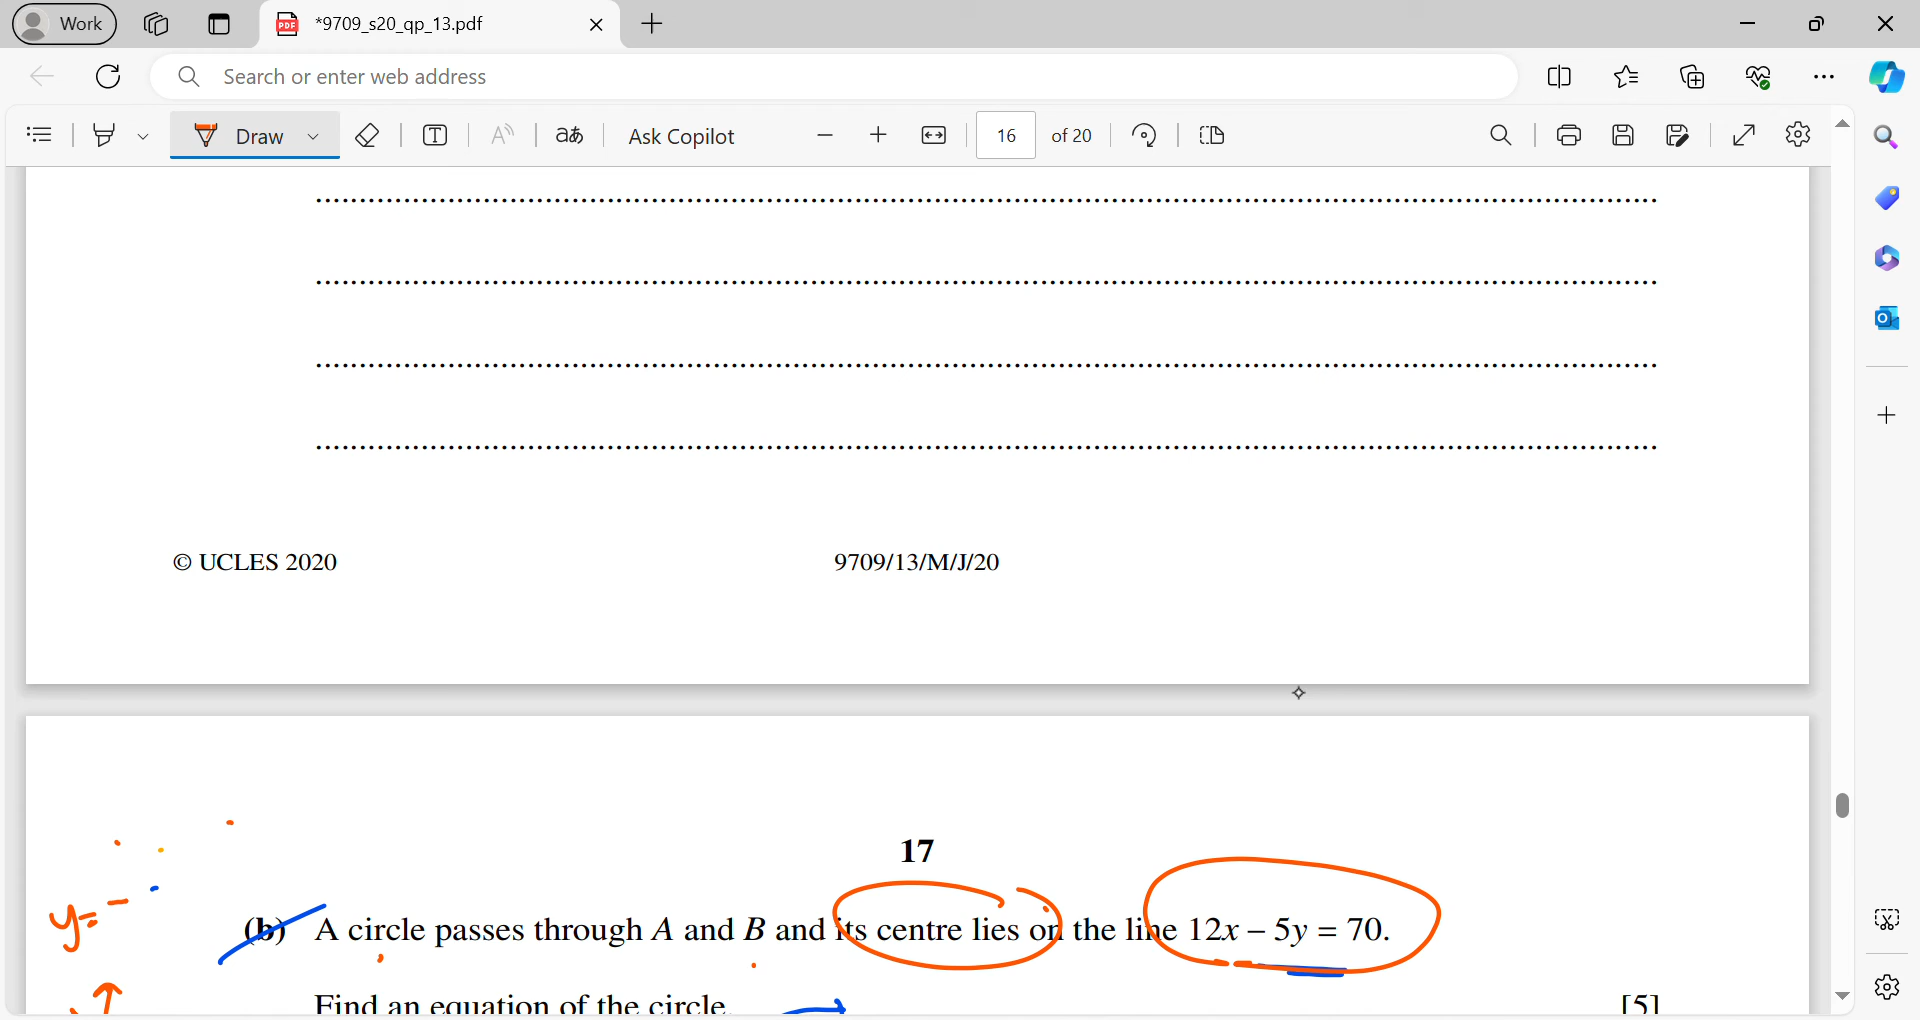 Work
*9709_s20_qp_13.pdf
Search or enter web address
Draw
aあ
Ask Copilot
16 of 20
© UCLES 2020
9709/13/M/J/20
17
y= -
(b) A circle passes through A and B and its centre lies on the line 12x – 5y = 70.
Find an equation of the circle.
[5]